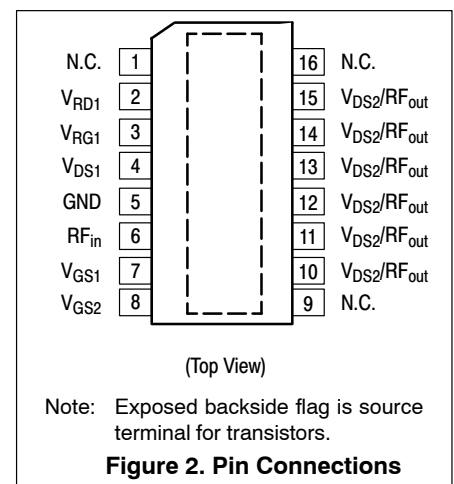 N.C. 1 16 N.C.
VRD1 2 15 VDS2/RFout
VRG1 3 14 VDS2/RFout
VDS1 4 13 VDS2/RFout
GND 5 12 VDS2/RFout
RFin 6 11 VDS2/RFout
VGS1 7 10 VDS2/RFout
VGS2 8 9 N.C.
(Top View)
Note: Exposed backside flag is source
terminal for transistors.
Figure 2. Pin Connections